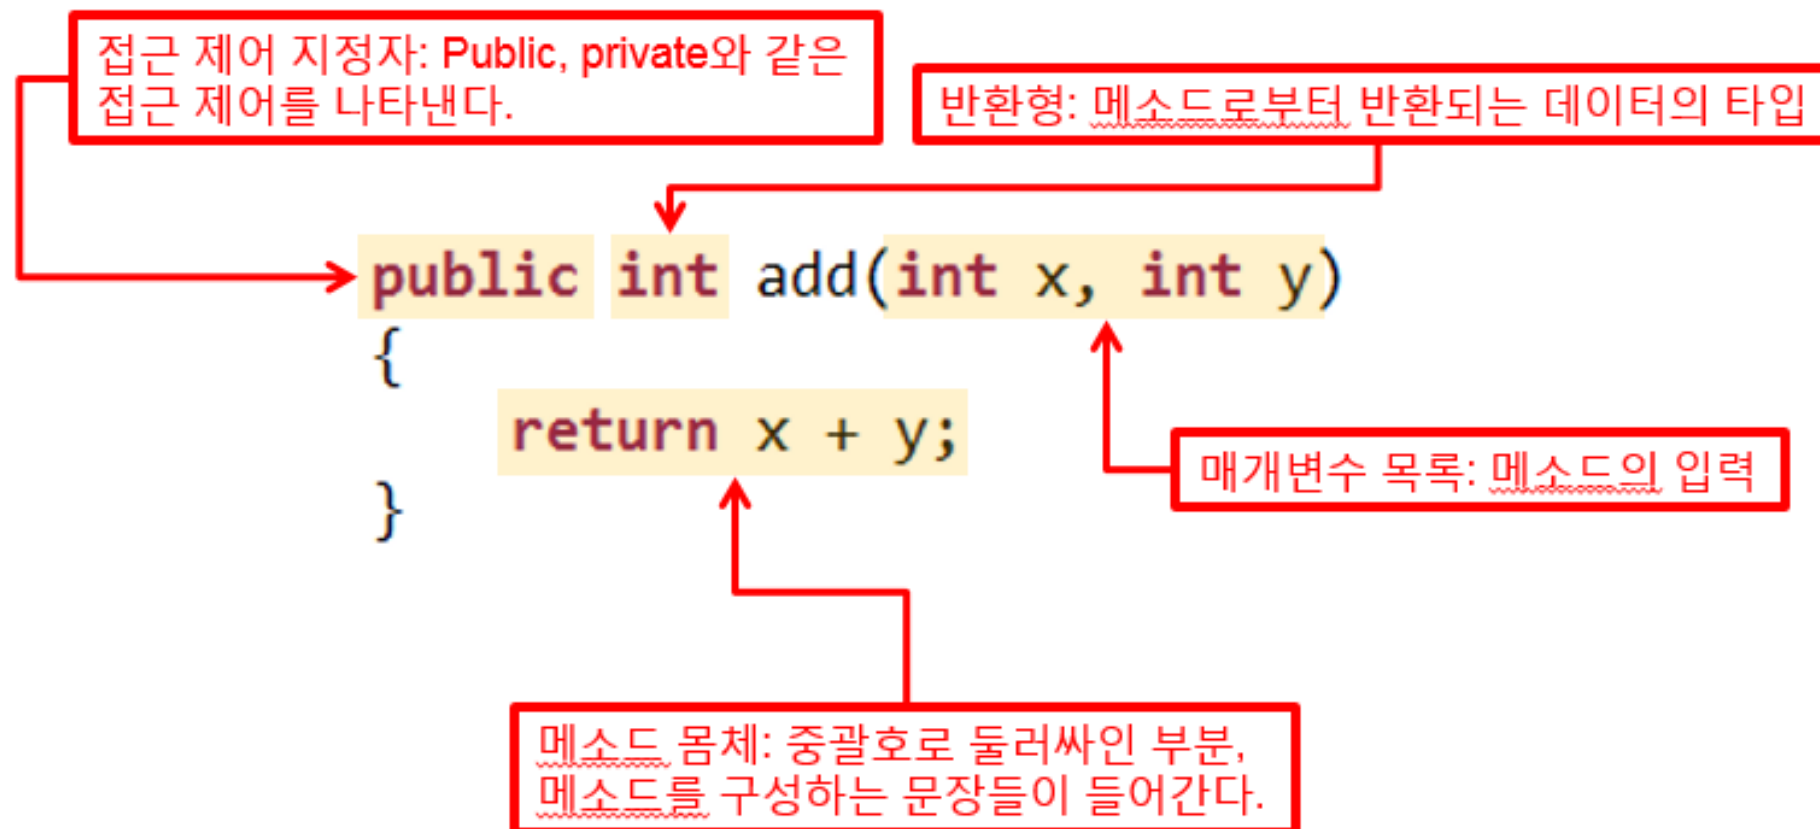 접근 제어 지정자: Public, private와 같은
접근 제어를 나타낸다.
반환형: 메소드로부터 반환되는 데이터의 타입
public int add(int x, int y)
{
return x + y;
}
매개변수 목록: 메소드의 입력
메소드 몸체: 중괄호로 둘러싸인 부분,
메소드를 구성하는 문장들이 들어간다.